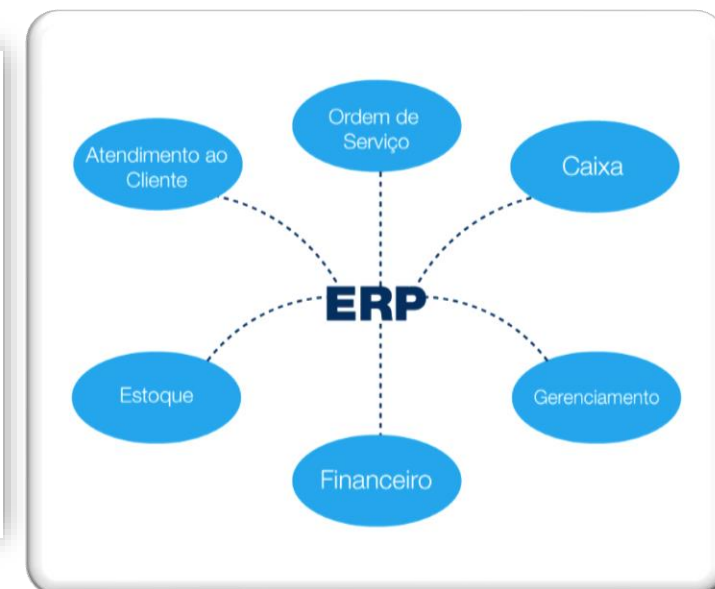 Ordem de
Serviço
Atendimento ao
Cliente
Caixa
ERP
Estoque
Gerenciamento
Financeiro